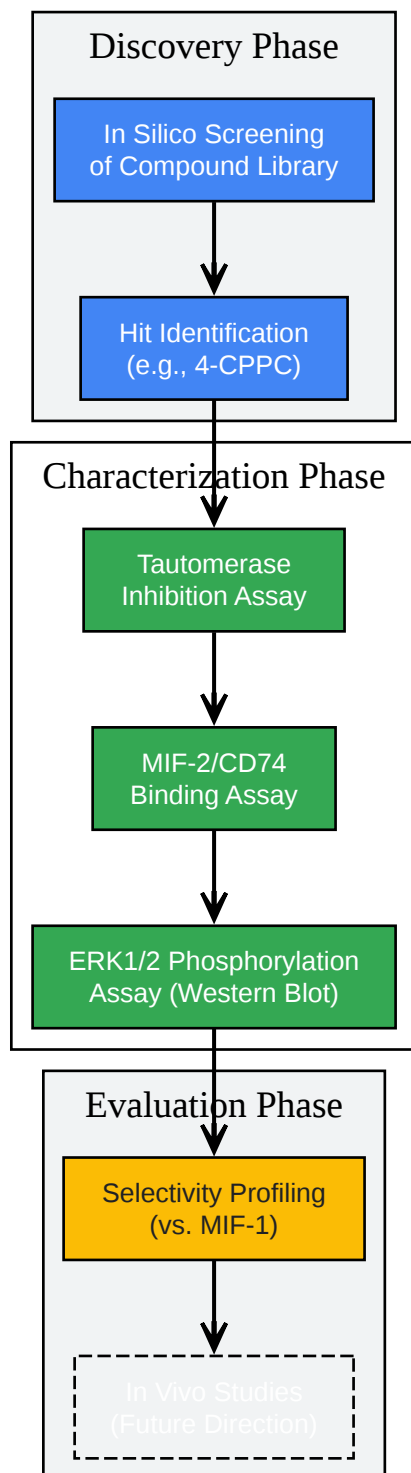 Discovery Phase
In Silico Screening
of Compound Library
Hit Identification
(e.g., 4-CPPC)
Characterization Phase
Tautomerase
Inhibition Assay
MIF-2/CD74
Binding Assay
ERK1/2 Phosphorylation
Assay (Western Blot)
Evaluation Phase
Selectivity Profiling
(vs. MIF-1)
In Vivo Studies
(Future Direction)